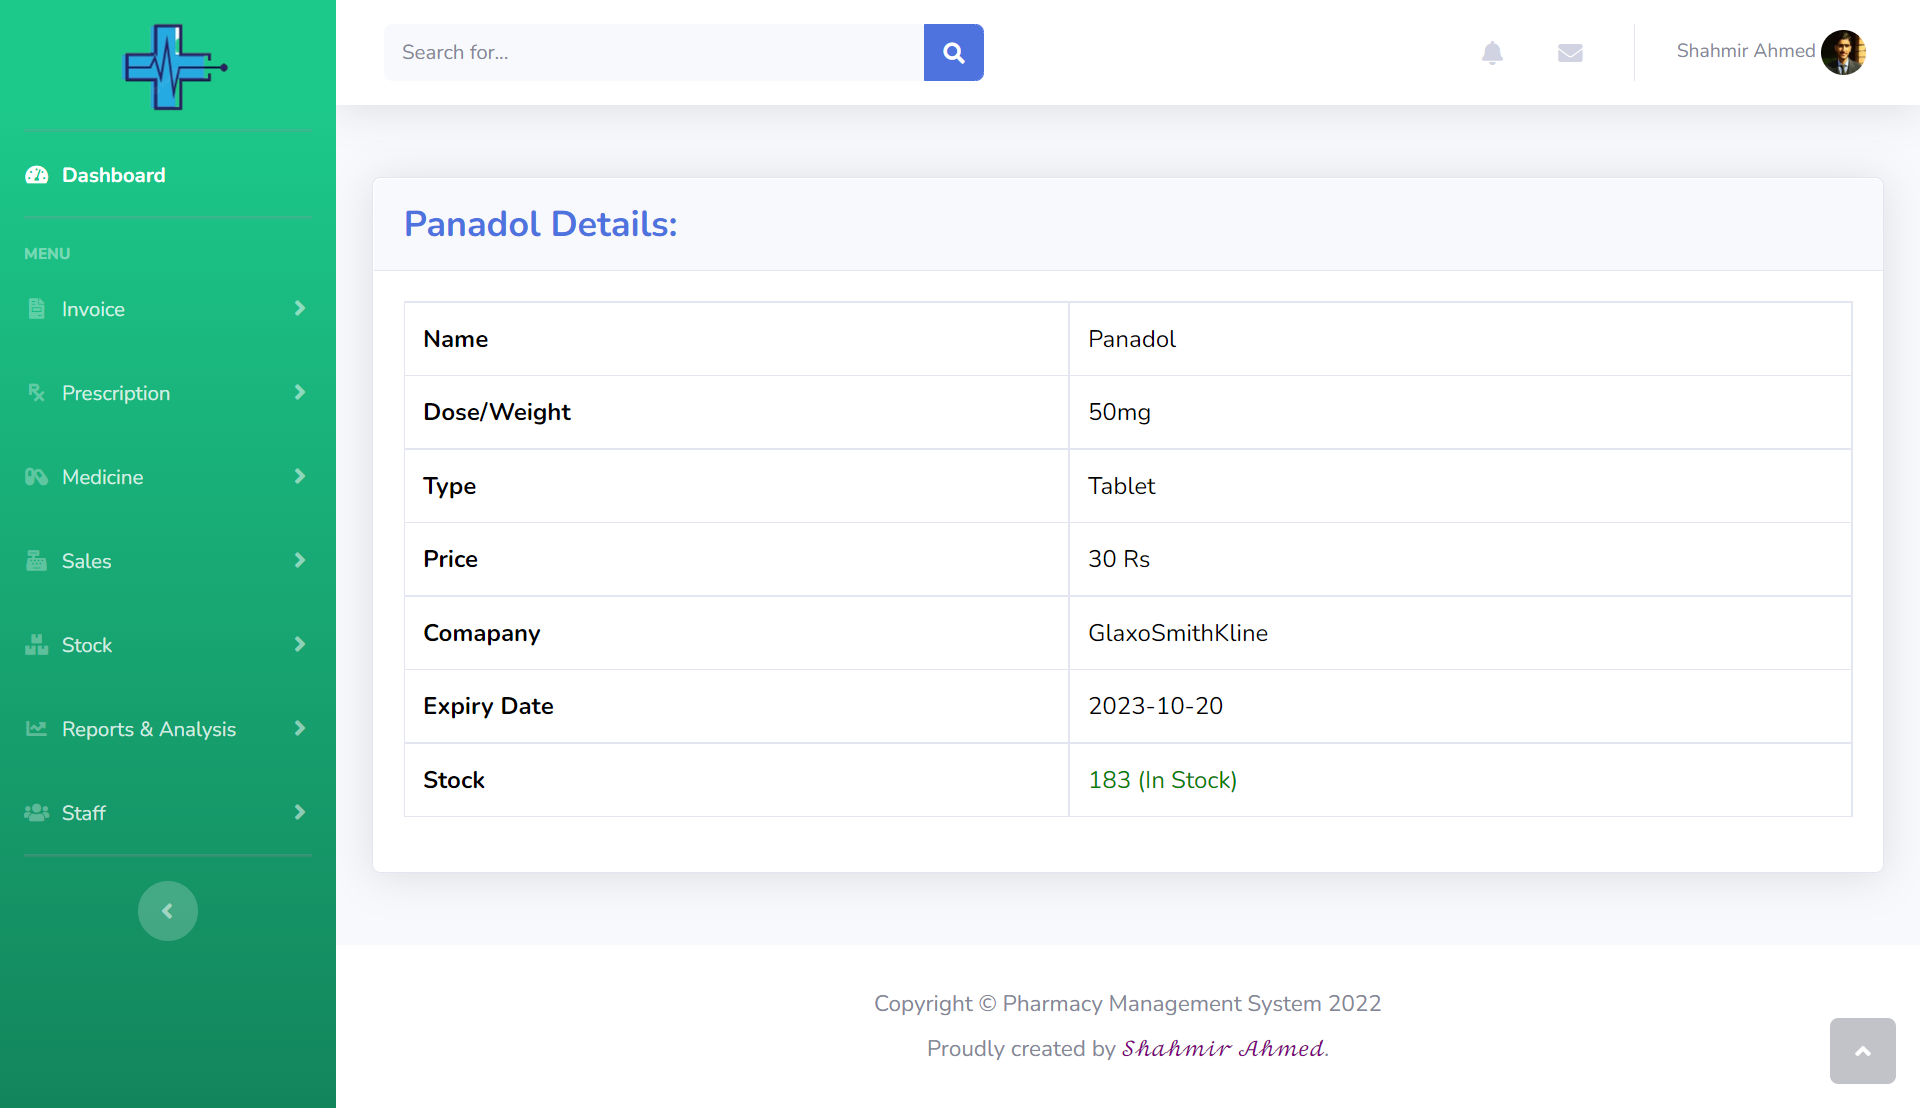 Search for...
Shahmir Ahmed
Dashboard
MENU
Invoice
Prescription
Medicine
Sales
Stock
Reports & Analysis
Staff
Panadol Details:
Name Panadol
Dose/Weight 50mg
Type Tablet
Price 30 Rs
Comapany GlaxoSmithKline
Expiry Date 2023-10-20
Stock 183 (In Stock)
Copyright © Pharmacy Management System 2022
Proudly created by Shahmir Ahmed.